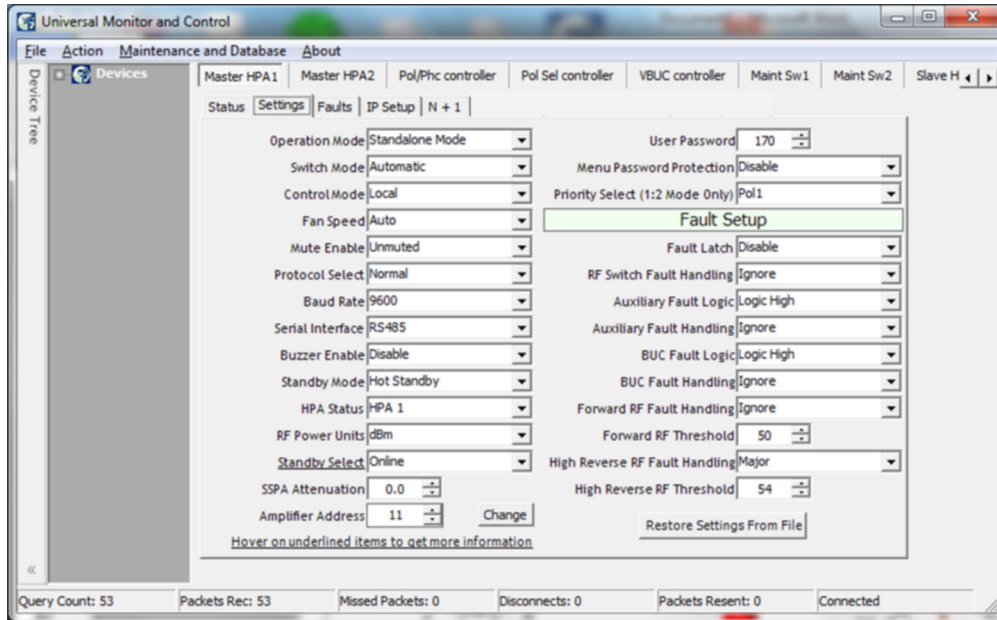 Universal Monitor and Control
File Action Maintenance and Database About
Device Tree
Devices
Master HPA1 Master HPA2 Pol/Phc controller Pol Sel controller VBUC controller Maint Sw1 Maint Sw2 Slave H
Status Settings Faults IP Setup N + 1
Operation Mode Standalone Mode
Switch Mode Automatic
Control Mode Local
Fan Speed Auto
Mute Enable Unmuted
Protocol Select Normal
Baud Rate 9600
Serial Interface RS485
Buzzer Enable Disable
Standby Mode Hot Standby
HPA Status HPA 1
RF Power Units dBm
Standby Select Online
SSPA Attenuation 0.0
Amplifier Address 11 Change
Hover on underlined items to get more information
User Password 170
Menu Password Protection Disable
Priority Select (1:2 Mode Only) Pol1
Fault Setup
Fault Latch Disable
RF Switch Fault Handling Ignore
Auxiliary Fault Logic Logic High
Auxiliary Fault Handling Ignore
BUC Fault Logic Logic High
BUC Fault Handling Ignore
Forward RF Fault Handling Ignore
Forward RF Threshold 50
High Reverse RF Fault Handling Major
High Reverse RF Threshold 54
Restore Settings From File
Query Count: 53 Packets Rec: 53 Missed Packets: 0 Disconnects: 0 Packets Resent: 0 Connected